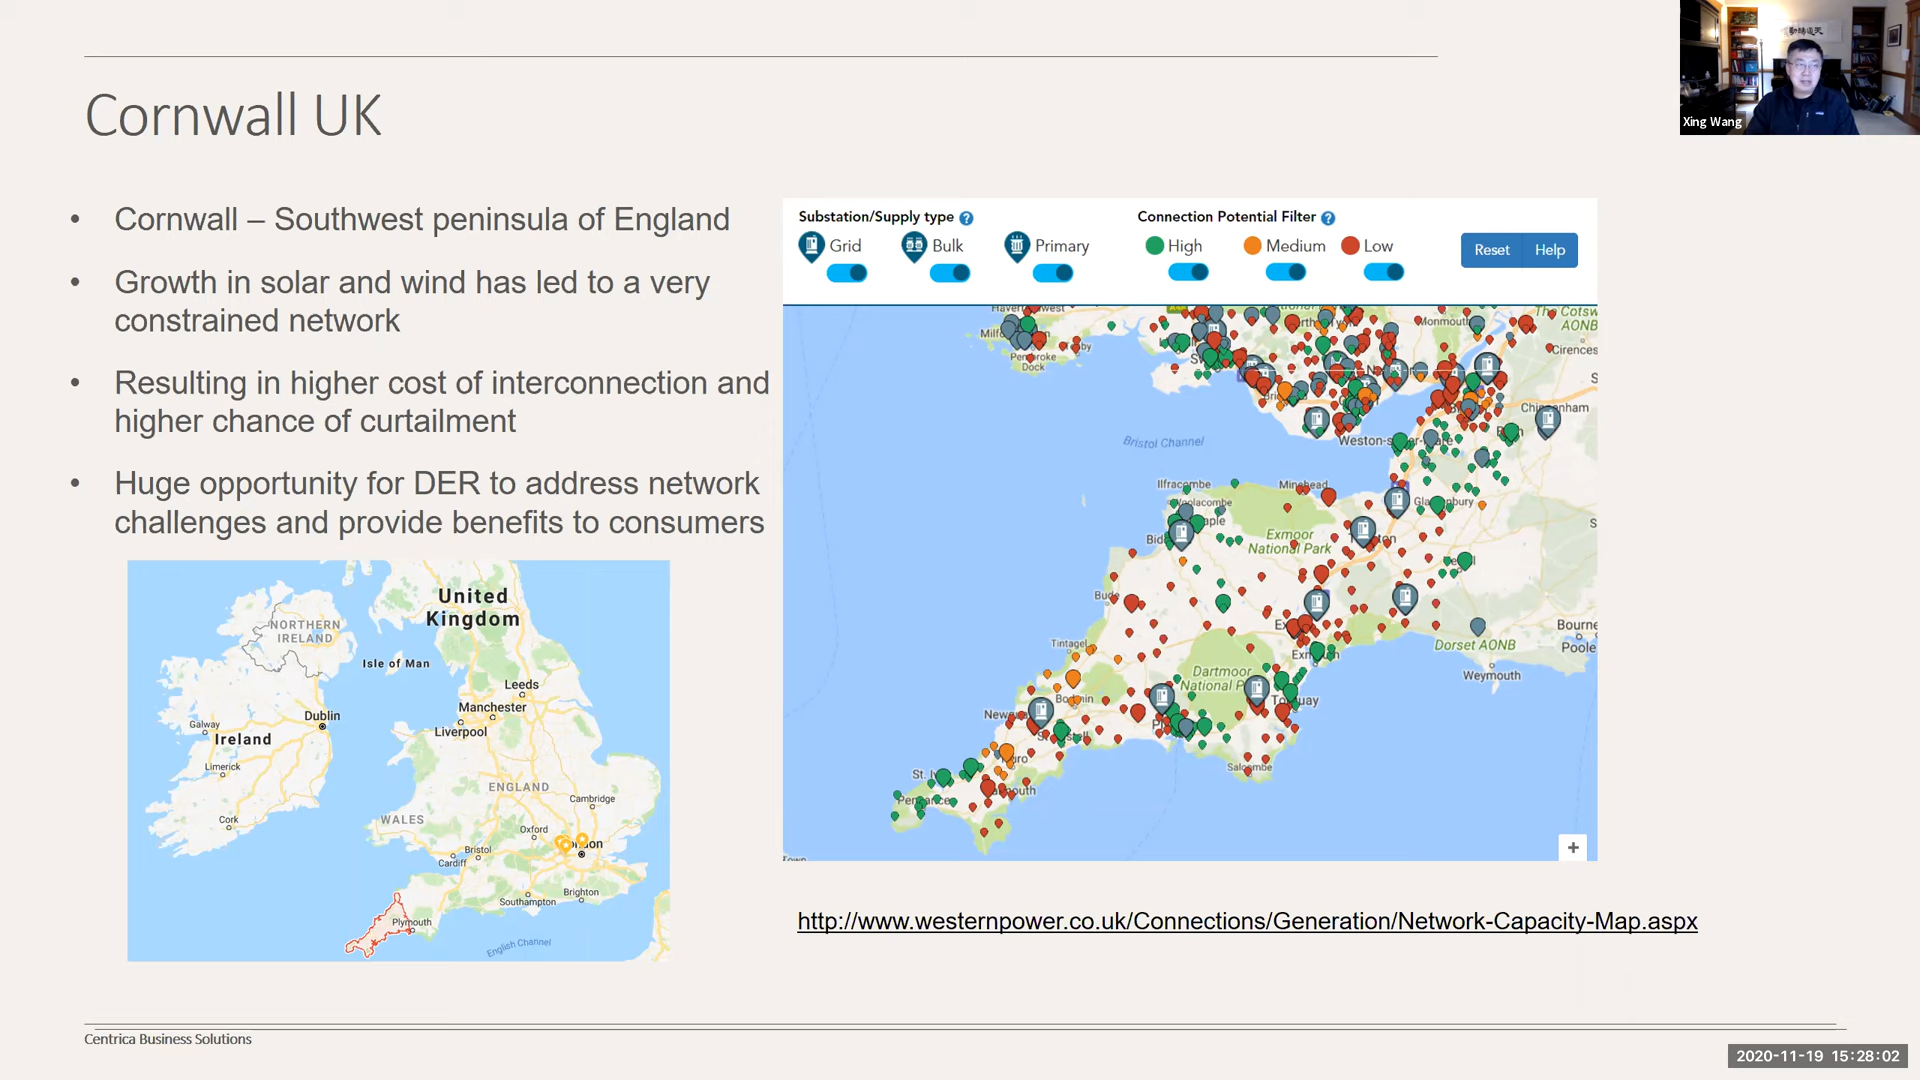 Xing Wang
Cornwall UK
• Cornwall – Southwest peninsula of England
• Growth in solar and wind has led to a very
constrained network
• Resulting in higher cost of interconnection and
higher chance of curtailment
• Huge opportunity for DER to address network
challenges and provide benefits to consumers
United
Kingdom
NORTHERN
IRELAND
Isle of Man
Leeds
Manchester
Dublin
Galway
Ireland
Liverpool
Limerick
ENGLAND
Cambridge
Cork
WALES
Oxford
Bristol
Cardiff
Brighton
Southampton
Plymouth
English Channel
Substation/Supply type ?
Grid
Bulk
Primary
Connection Potential Filter ?
High
Medium
Low
Reset
Help
Pembroke
Dock
Monmouth
The Cotsw
AONB
Cirences
Bristol Channel
Ilfracombe
Minehead
Exmoor
National Park
Bude
Tintagel
Dartmoor
Dorset AONB
Bourne
Poole
Weymouth
Salcombe
+
http://www.westernpower.co.uk/Connections/Generation/Network-Capacity-Map.aspx
Centrica Business Solutions
2020-11-19 15:28:02